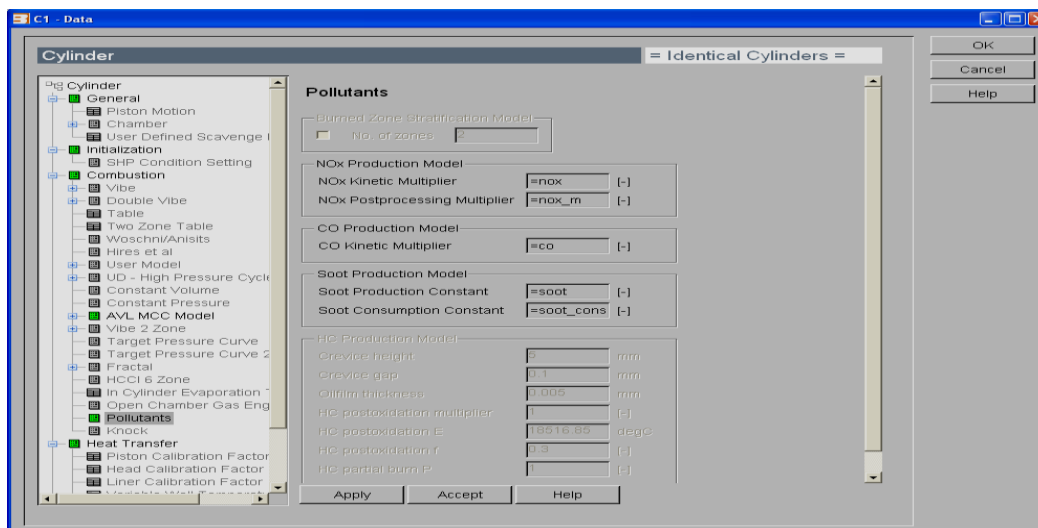 C1 - Data
Cylinder
= Identical Cylinders =
OK
Cancel
Help
Cylinder
General
Piston Motion
Chamber
User Defined Scavenge
Initialization
SHP Condition Setting
Combustion
Vibe
Double Vibe
Table
Two Zone Table
Woschni/Anisits
Hires et al
User Model
UD - High Pressure Cycle
Constant Volume
Constant Pressure
AVL MCC Model
Vibe 2 Zone
Target Pressure Curve
Target Pressure Curve 2
Fractal
HCCI 6 Zone
In Cylinder Evaporation
Open Chamber Gas Eng
Pollutants
Knock
Heat Transfer
Piston Calibration Factor
Head Calibration Factor
Liner Calibration Factor
Pollutants
Burned Zone Stratification Model
No. of zones 2
NOx Production Model
NOx Kinetic Multiplier =nox [-]
NOx Postprocessing Multiplier =nox_m [-]
CO Production Model
CO Kinetic Multiplier =co [-]
Soot Production Model
Soot Production Constant =soot [-]
Soot Consumption Constant =soot_cons [-]
HC Production Model
Crevice height 5 mm
Crevice gap 0.1 mm
Oilfilm thickness 0.005 mm
HC postoxidation multiplier 1 [-]
HC postoxidation E 18516.85 degC
HC postoxidation f 0.3 [-]
HC partial burn P 1 [-]
Apply Accept Help